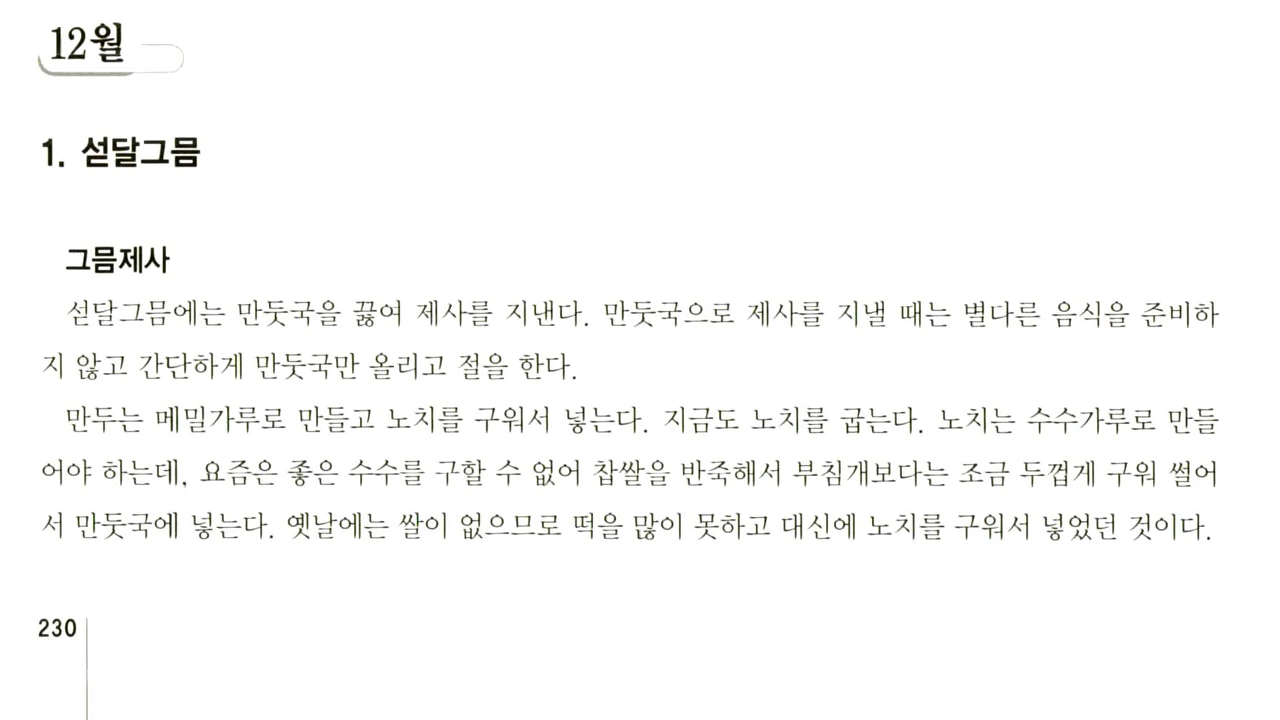 12월
1. 섣달그믐
그믐제사
섣달그믐에는 만둣국을 끓여 제사를 지낸다. 만둣국으로 제사를 지낼 때는 별다른 음식을 준비하
지 않고 간단하게 만둣국만 올리고 절을 한다.
만두는 메밀가루로 만들고 노치를 구워서 넣는다. 지금도 노치를 굽는다. 노치는 수수가루로 만들
어야 하는데, 요즘은 좋은 수수를 구할 수 없어 찹쌀을 반죽해서 부침개보다는 조금 두껍게 구워 썰어
서 만둣국에 넣는다. 옛날에는 쌀이 없으므로 떡을 많이 못하고 대신에 노치를 구워서 넣었던 것이다.
230